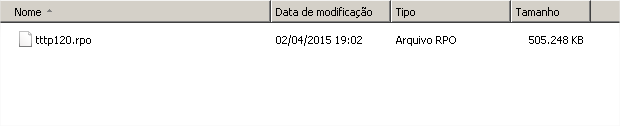 Nome Data de modificação Tipo Tamanho
tttp120.rpo 02/04/2015 19:02 Arquivo RPO 505.248 KB